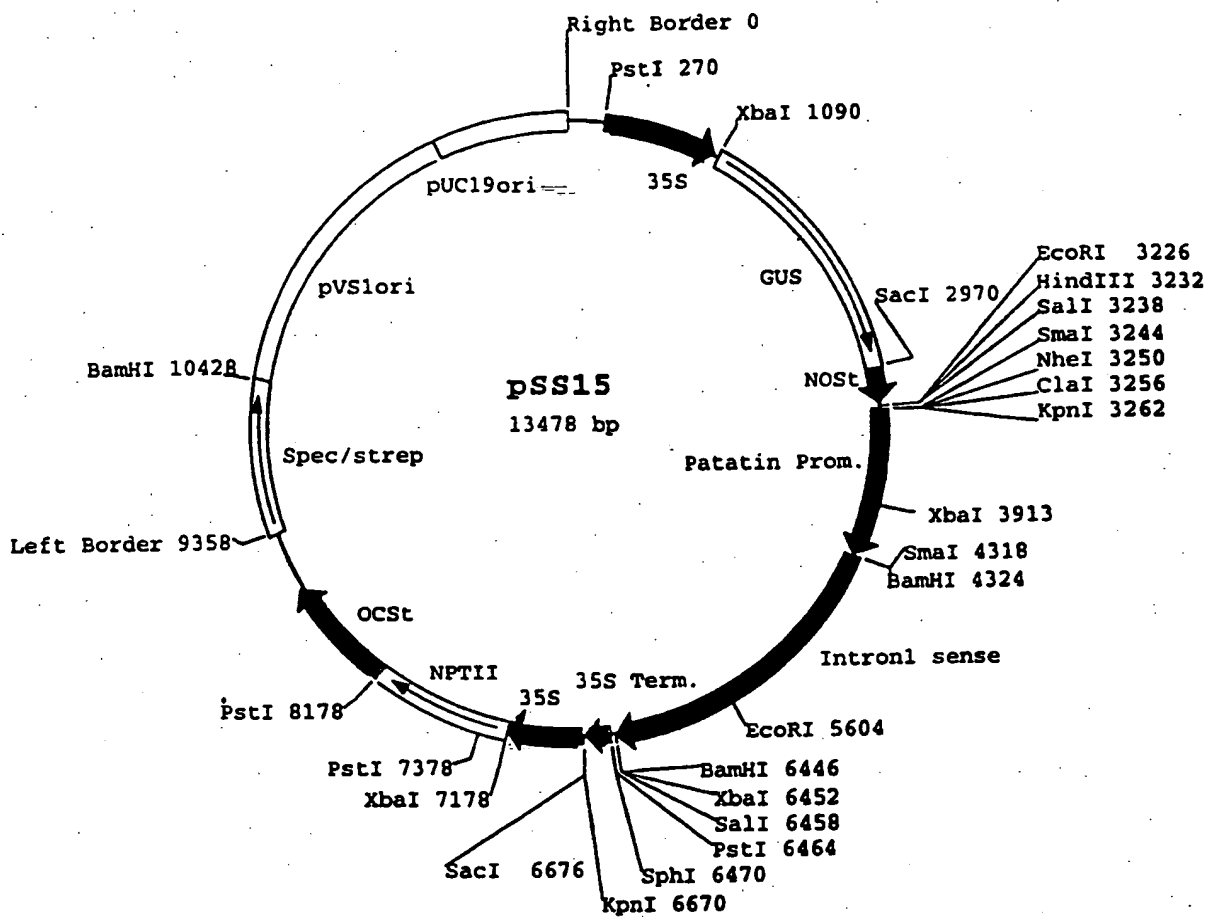 Right Border 0
PstI 270
XbaI 1090
35S
pUC19ori
pVS1ori
GUS
SacI 2970
EcoRI 3226
HindIII 3232
SalI 3238
SmaI 3244
NheI 3250
ClaI 3256
KpnI 3262
NOSt
BamHI 10428
pSS15
13478 bp
Spec/strep
Patatin Prom.
XbaI 3913
SmaI 4318
BamHI 4324
Left Border 9358
OCSt
Intron1 sense
NPTII
35S
35S Term.
PstI 8178
EcoRI 5604
PstI 7378
XbaI 7178
BamHI 6446
XbaI 6452
SalI 6458
PstI 6464
SacI 6676
SphI 6470
KpnI 6670